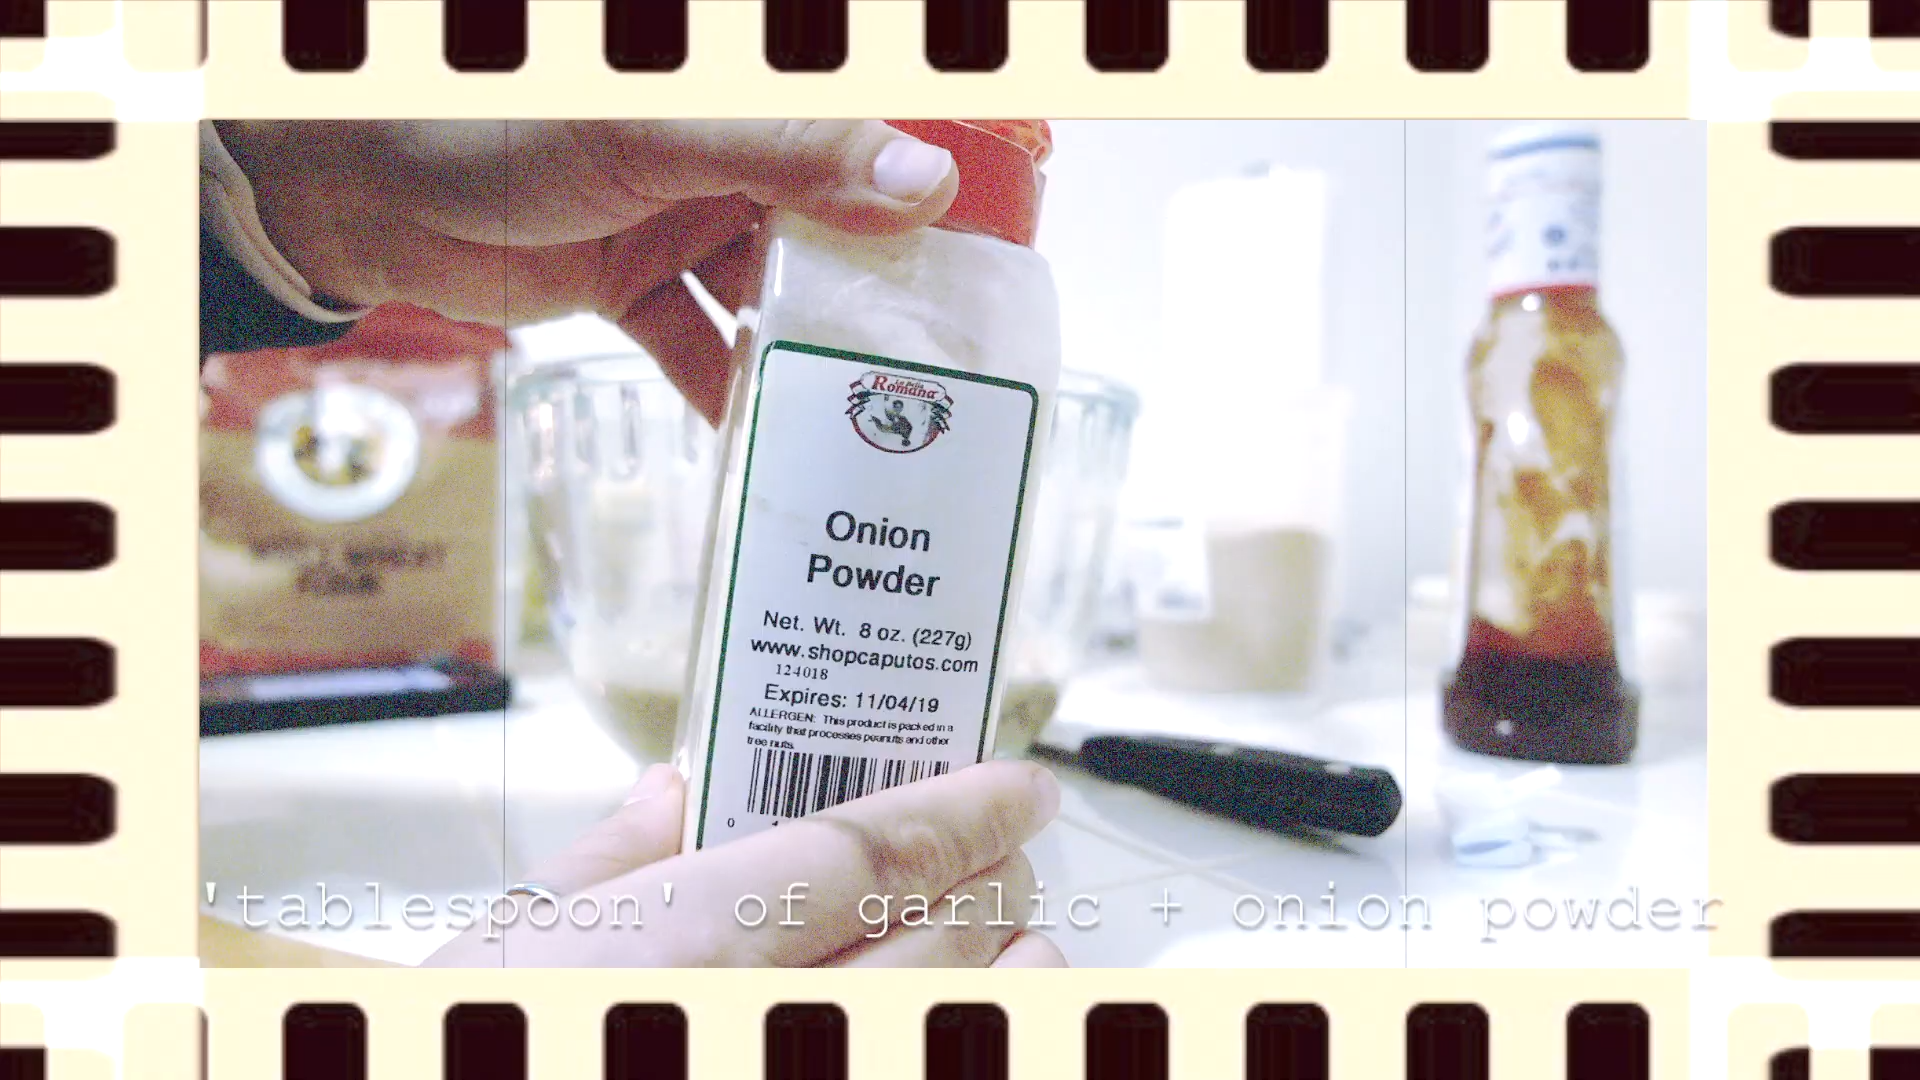 La Bella
Romana
Onion
Powder
Net. Wt. 8 oz. (227g)
www.shopcaputos.com
124018
Expires: 11/04/19
ALLERGEN: This product is packed in a
facility that processes peanuts and other
tree nuts.
0
'tablespoon' of garlic + onion powder